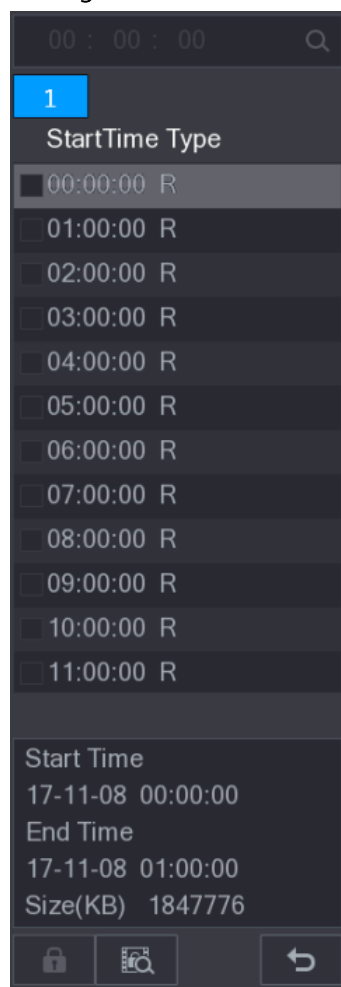 00 : 00 : 00
1
StartTime Type
00:00:00 R
01:00:00 R
02:00:00 R
03:00:00 R
04:00:00 R
05:00:00 R
06:00:00 R
07:00:00 R
08:00:00 R
09:00:00 R
10:00:00 R
11:00:00 R
Start Time
17-11-08 00:00:00
End Time
17-11-08 01:00:00
Size(KB) 1847776